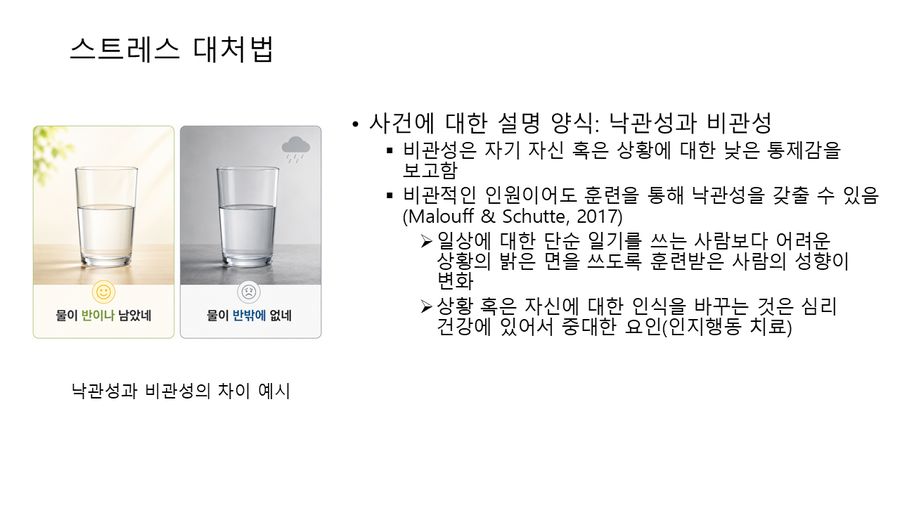 스트레스 대처법
• 사건에 대한 설명 양식: 낙관성과 비관성
▪ 비관성은 자기 자신 혹은 상황에 대한 낮은 통제감을
보고함
▪ 비관적인 인원이어도 훈련을 통해 낙관성을 갖출 수 있음
(Malouff & Schutte, 2017)
➢ 일상에 대한 단순 일기를 쓰는 사람보다 어려운
상황의 밝은 면을 쓰도록 훈련받은 사람의 성향이
변화
➢ 상황 혹은 자신에 대한 인식을 바꾸는 것은 심리
건강에 있어서 중대한 요인(인지행동 치료)
물이 반이나 남았네
물이 반밖에 없네
낙관성과 비관성의 차이 예시